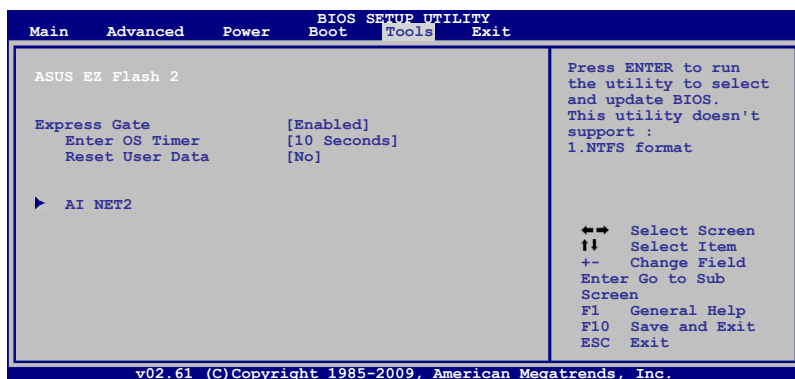 BIOS SETUP UTILITY
Main Advanced Power Boot Tools Exit
ASUS EZ Flash 2
Express Gate [Enabled]
Enter OS Timer [10 Seconds]
Reset User Data [No]
AI NET2
Press ENTER to run
the utility to select
and update BIOS.
This utility doesn't
support :
1.NTFS format
←→ Select Screen
↑↓ Select Item
+- Change Field
Enter Go to Sub
Screen
F1 General Help
F10 Save and Exit
ESC Exit
v02.61 (C)Copyright 1985-2009, American Megatrends, Inc.